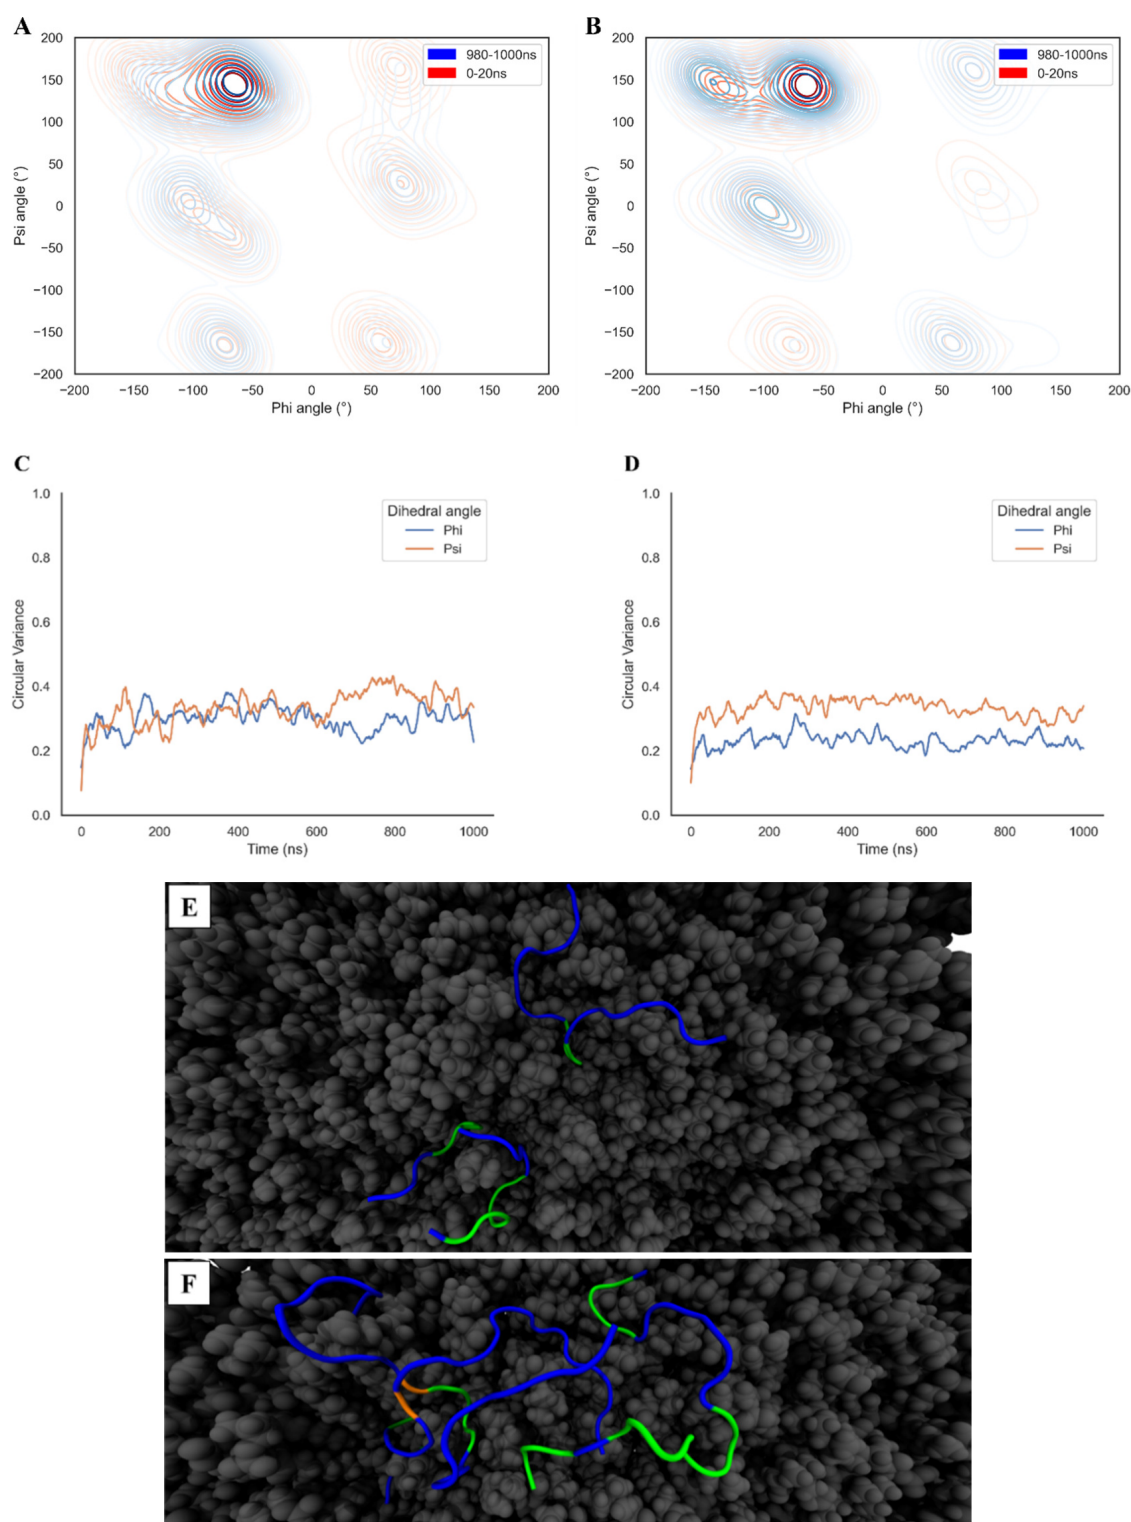 A
B
200
150
100
50
0
−50
−100
−150
−200
Psi angle (°)
980-1000ns
0-20ns
−200 −150 −100 −50 0 50 100 150 200
Phi angle (°)
200
150
100
50
0
−50
−100
−150
−200
Psi angle (°)
980-1000ns
0-20ns
−200 −150 −100 −50 0 50 100 150 200
Phi angle (°)
C
D
1.0
0.8
0.6
0.4
0.2
0.0
Circular Variance
Dihedral angle
Phi
Psi
0 200 400 600 800 1000
Time (ns)
1.0
0.8
0.6
0.4
0.2
0.0
Circular Variance
Dihedral angle
Phi
Psi
0 200 400 600 800 1000
Time (ns)
E
F